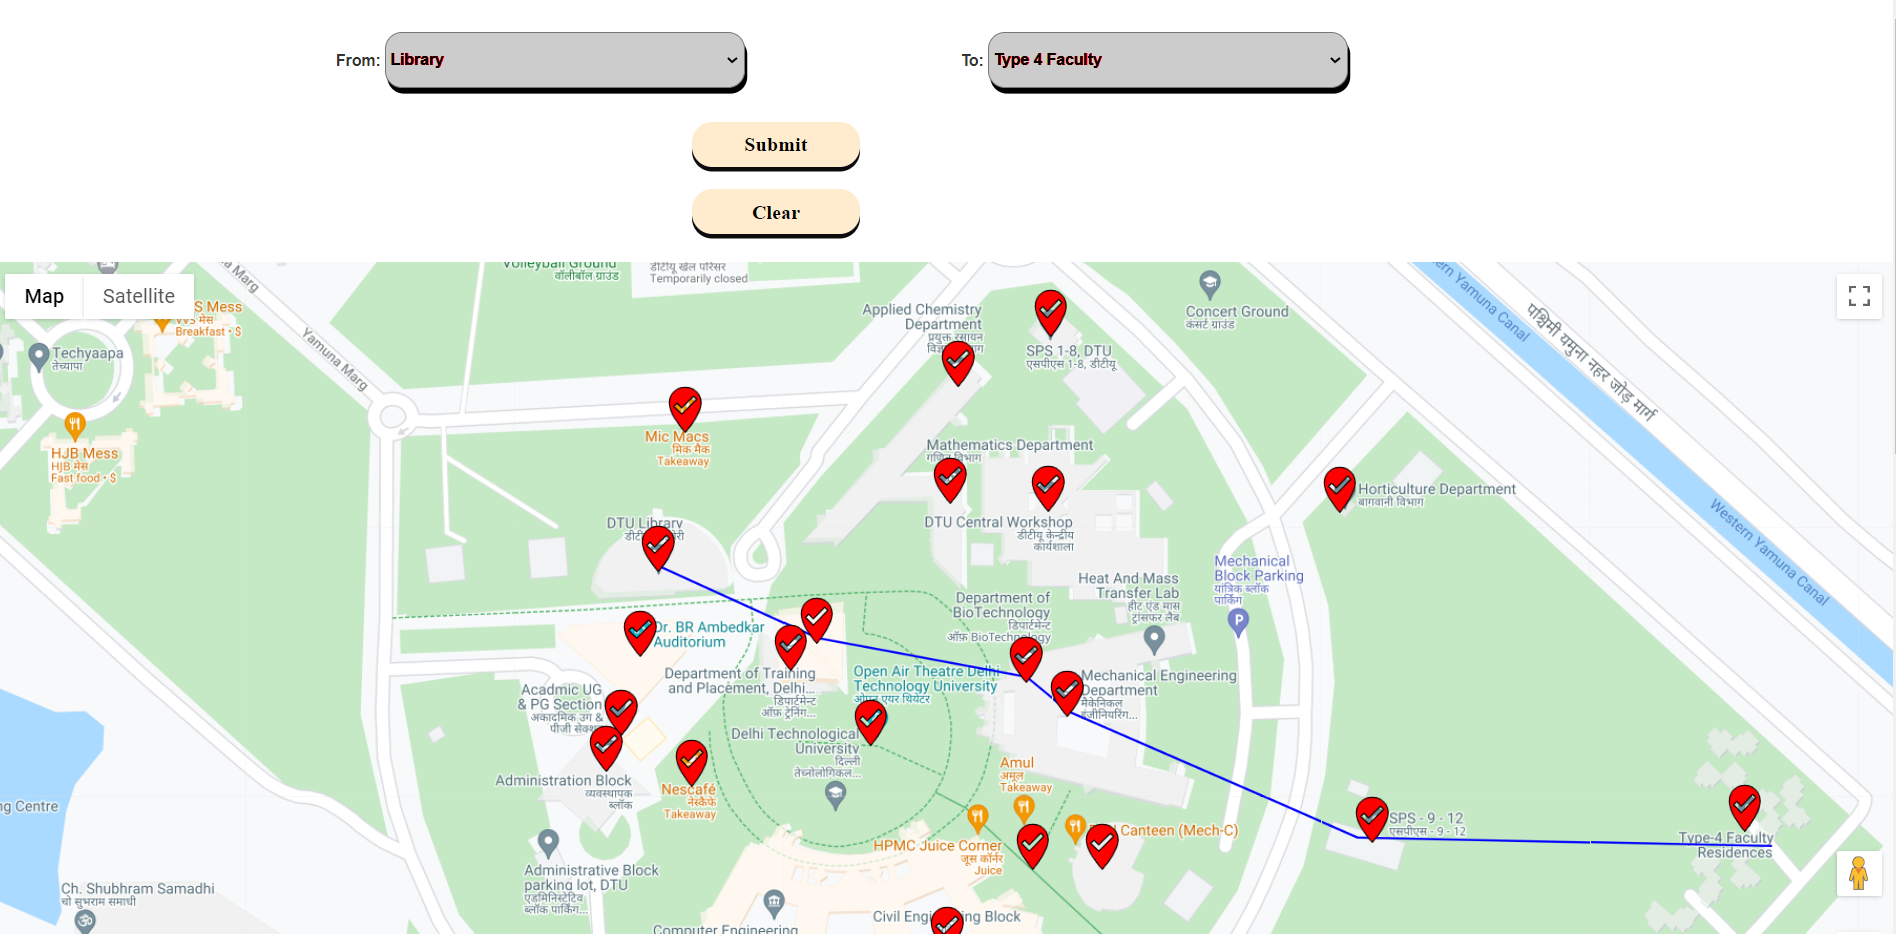 From: Library
To: Type 4 Faculty
Submit
Clear
Map
Satellite
Volleyball Ground
वॉलीबॉल ग्राउंड
डीटीयू खेल परिसर
Temporarily closed
Yamuna Marg
S Mess
Breakfast • $
Techyaapa
तेच्यापा
HJB Mess
HJB मेस
Fast food • $
Mic Macs
मिक मैक
Takeaway
Applied Chemistry
Department
प्रयुक्त रसायन
SPS 1-8, DTU
एसपीएस 1-8, डीटीयू
Concert Ground
कंसर्ट ग्राउंड
Western Yamuna Canal
पश्चिमी यमुना नहर जोड़ मार्ग
Western Yamuna Canal
Mathematics Department
गणित विभाग
DTU Central Workshop
डीटीयू केन्द्रीय
कार्यशाला
Horticulture Department
बागवानी विभाग
DTU Library
Mechanical
Block Parking
यांत्रिक ब्लॉक
पार्किंग
Heat And Mass
Transfer Lab
हीट एंड मास
ट्रांसफर लैब
Department of
BioTechnology
डिपार्टमेंट
ऑफ़ BioTechnology
Dr. BR Ambedkar
Auditorium
Department of Training
and Placement, Delhi...
डिपार्टमेंट
ऑफ़ ट्रेनिंग...
Open Air Theatre Delhi
Technology University
ओपन एयर थियेटर
Mechanical Engineering
Department
मैकेनिकल
इंजीनियरिंग...
Acadmic UG
& PG Section
अकादमिक उग &
पीजी सेक्शन
Delhi Technological
University
दिल्ली
तेच्नोलोगिकल...
Administration Block
व्यवस्थापक
ब्लॉक
Nescafé
नेस्कैफे
Takeaway
Amul
अमूल
Takeaway
Canteen (Mech-C)
HPMC Juice Corner
जूस कॉर्नर
Juice
SPS - 9 - 12
एसपीएस - 9 - 12
Type-4 Faculty
Residences
ng Centre
Administrative Block
parking lot, DTU
एडमिनिस्ट्रेटिव
ब्लॉक पार्किंग...
Ch. Shubhram Samadhi
चो सुभराम समाधी
Civil Engineering Block
Computer Engineering